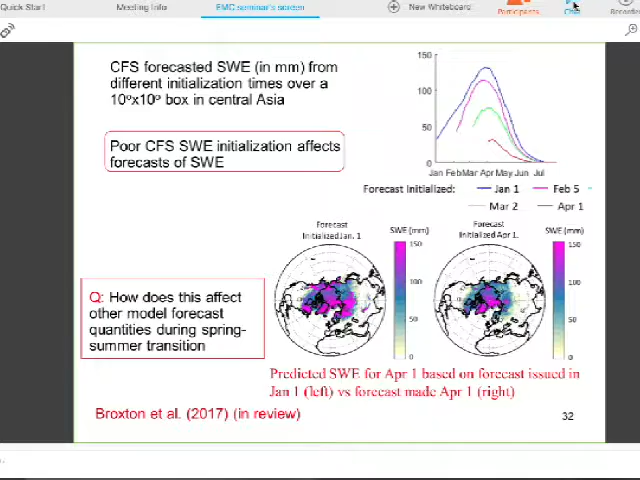 Quick Start
Meeting Info
EMC seminar's screen
New Whiteboard
Participants
Chat
CFS forecasted SWE (in mm) from
different initialization times over a
10°x10° box in central Asia
Poor CFS SWE initialization affects
forecasts of SWE
150
100
50
0
Jan Feb Mar Apr May Jun Jul
Forecast Initialized:
Jan 1
Feb 5
Mar 2
Apr 1
Forecast
Initialized Jan. 1
SWE (mm)
150
100
50
0
Forecast
Initialized Apr 1.
SWE (mm)
150
100
50
0
Q: How does this affect
other model forecast
quantities during spring-
summer transition
Predicted SWE for Apr 1 based on forecast issued in
Jan 1 (left) vs forecast made Apr 1 (right)
Broxton et al. (2017) (in review)
32